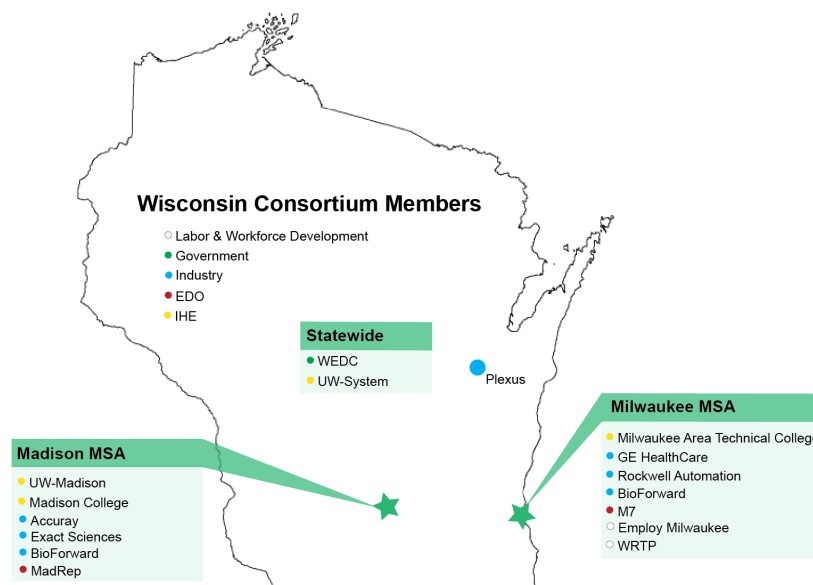 Wisconsin Consortium Members
Labor & Workforce Development
Government
Industry
EDO
IHE
Statewide
WEDC
UW-System
Plexus
Milwaukee MSA
Milwaukee Area Technical College
GE HealthCare
Rockwell Automation
BioForward
M7
Employ Milwaukee
WRTP
Madison MSA
UW-Madison
Madison College
Accuray
Exact Sciences
BioForward
MadRep